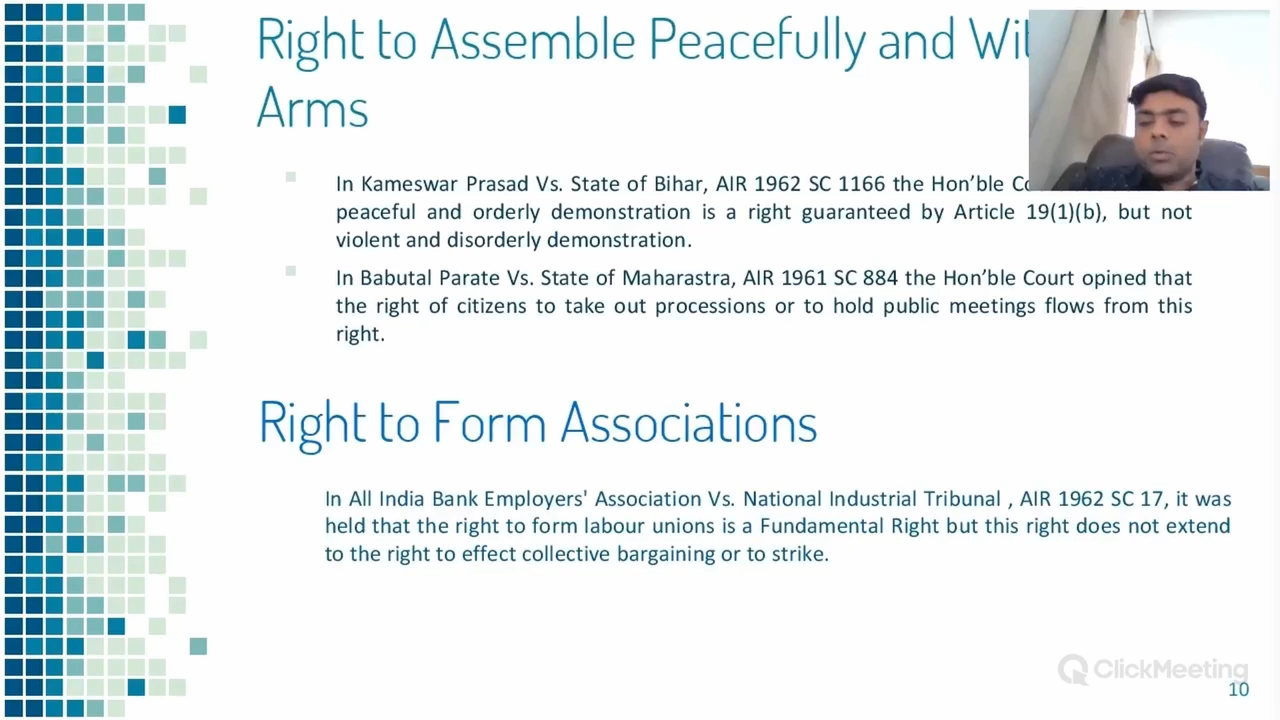 Right to Assemble Peacefully and Wit
Arms
In Kameswar Prasad Vs. State of Bihar, AIR 1962 SC 1166 the Hon’ble
peaceful and orderly demonstration is a right guaranteed by Article 19(1)(b), but not
violent and disorderly demonstration.
In Babutal Parate Vs. State of Maharastra, AIR 1961 SC 884 the Hon’ble Court opined that
the right of citizens to take out processions or to hold public meetings flows from this
right.
Right to Form Associations
In All India Bank Employers' Association Vs. National Industrial Tribunal , AIR 1962 SC 17, it was
held that the right to form labour unions is a Fundamental Right but this right does not extend
to the right to effect collective bargaining or to strike.
ClickMeeting
10